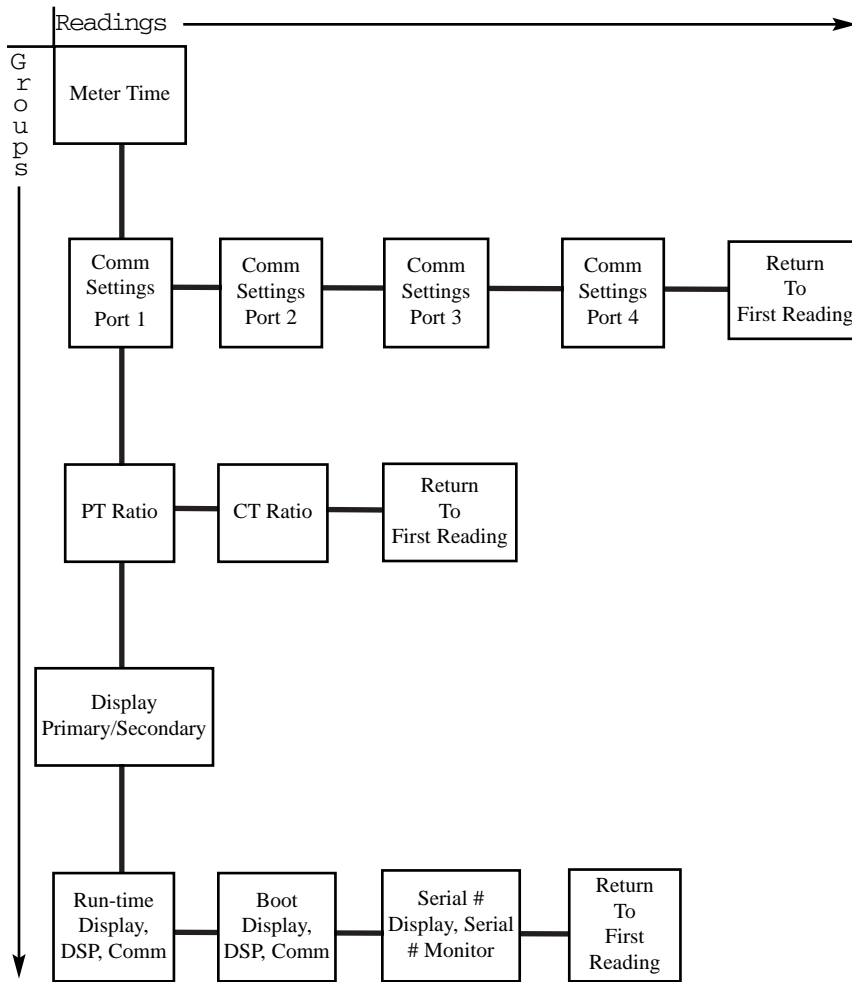 Readings
Groups
Meter Time
Comm
Settings
Port 1
Comm
Settings
Port 2
Comm
Settings
Port 3
Comm
Settings
Port 4
Return
To
First Reading
PT Ratio
CT Ratio
Return
To
First Reading
Display
Primary/Secondary
Run-time
Display,
DSP, Comm
Boot
Display,
DSP, Comm
Serial #
Display, Serial
# Monitor
Return
To
First
Reading